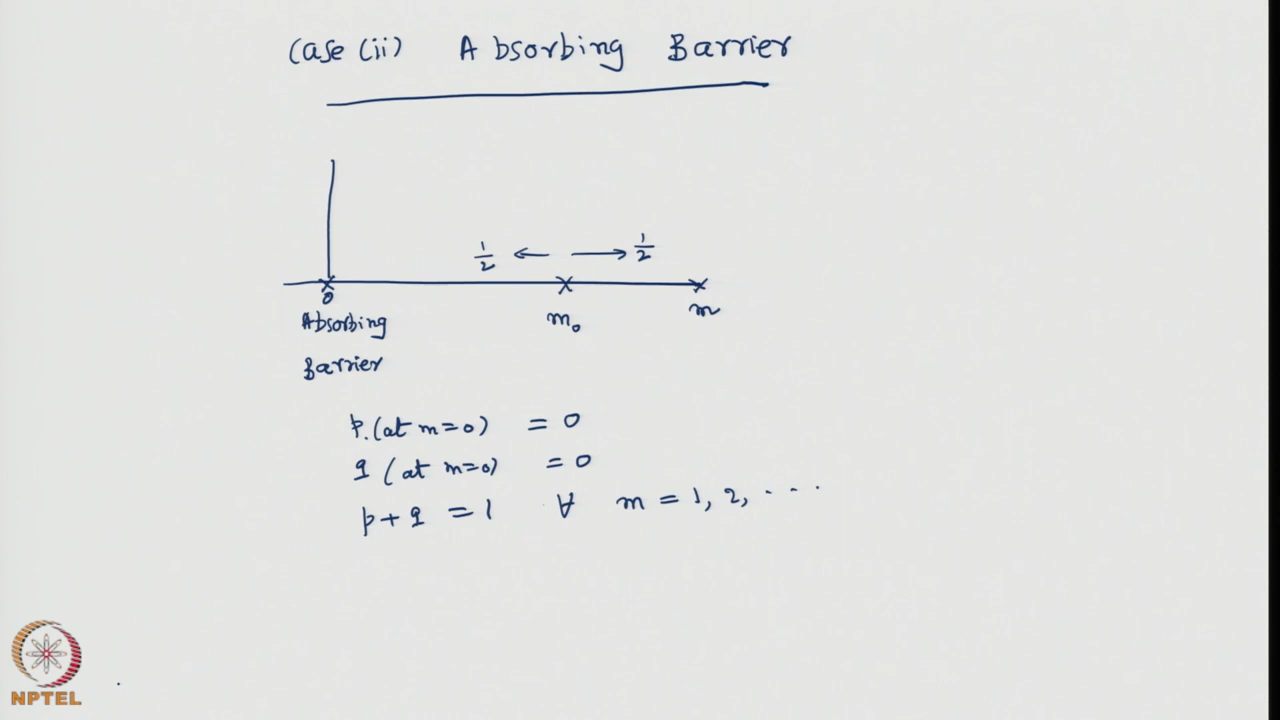 Case (ii) Absorbing Barrier
1/2 ← → 1/2
0 m₀ m
Absorbing
Barrier
p (at m=0) = 0
q (at m=0) = 0
p + q = 1 ∀ m = 1, 2, ....
NPTEL